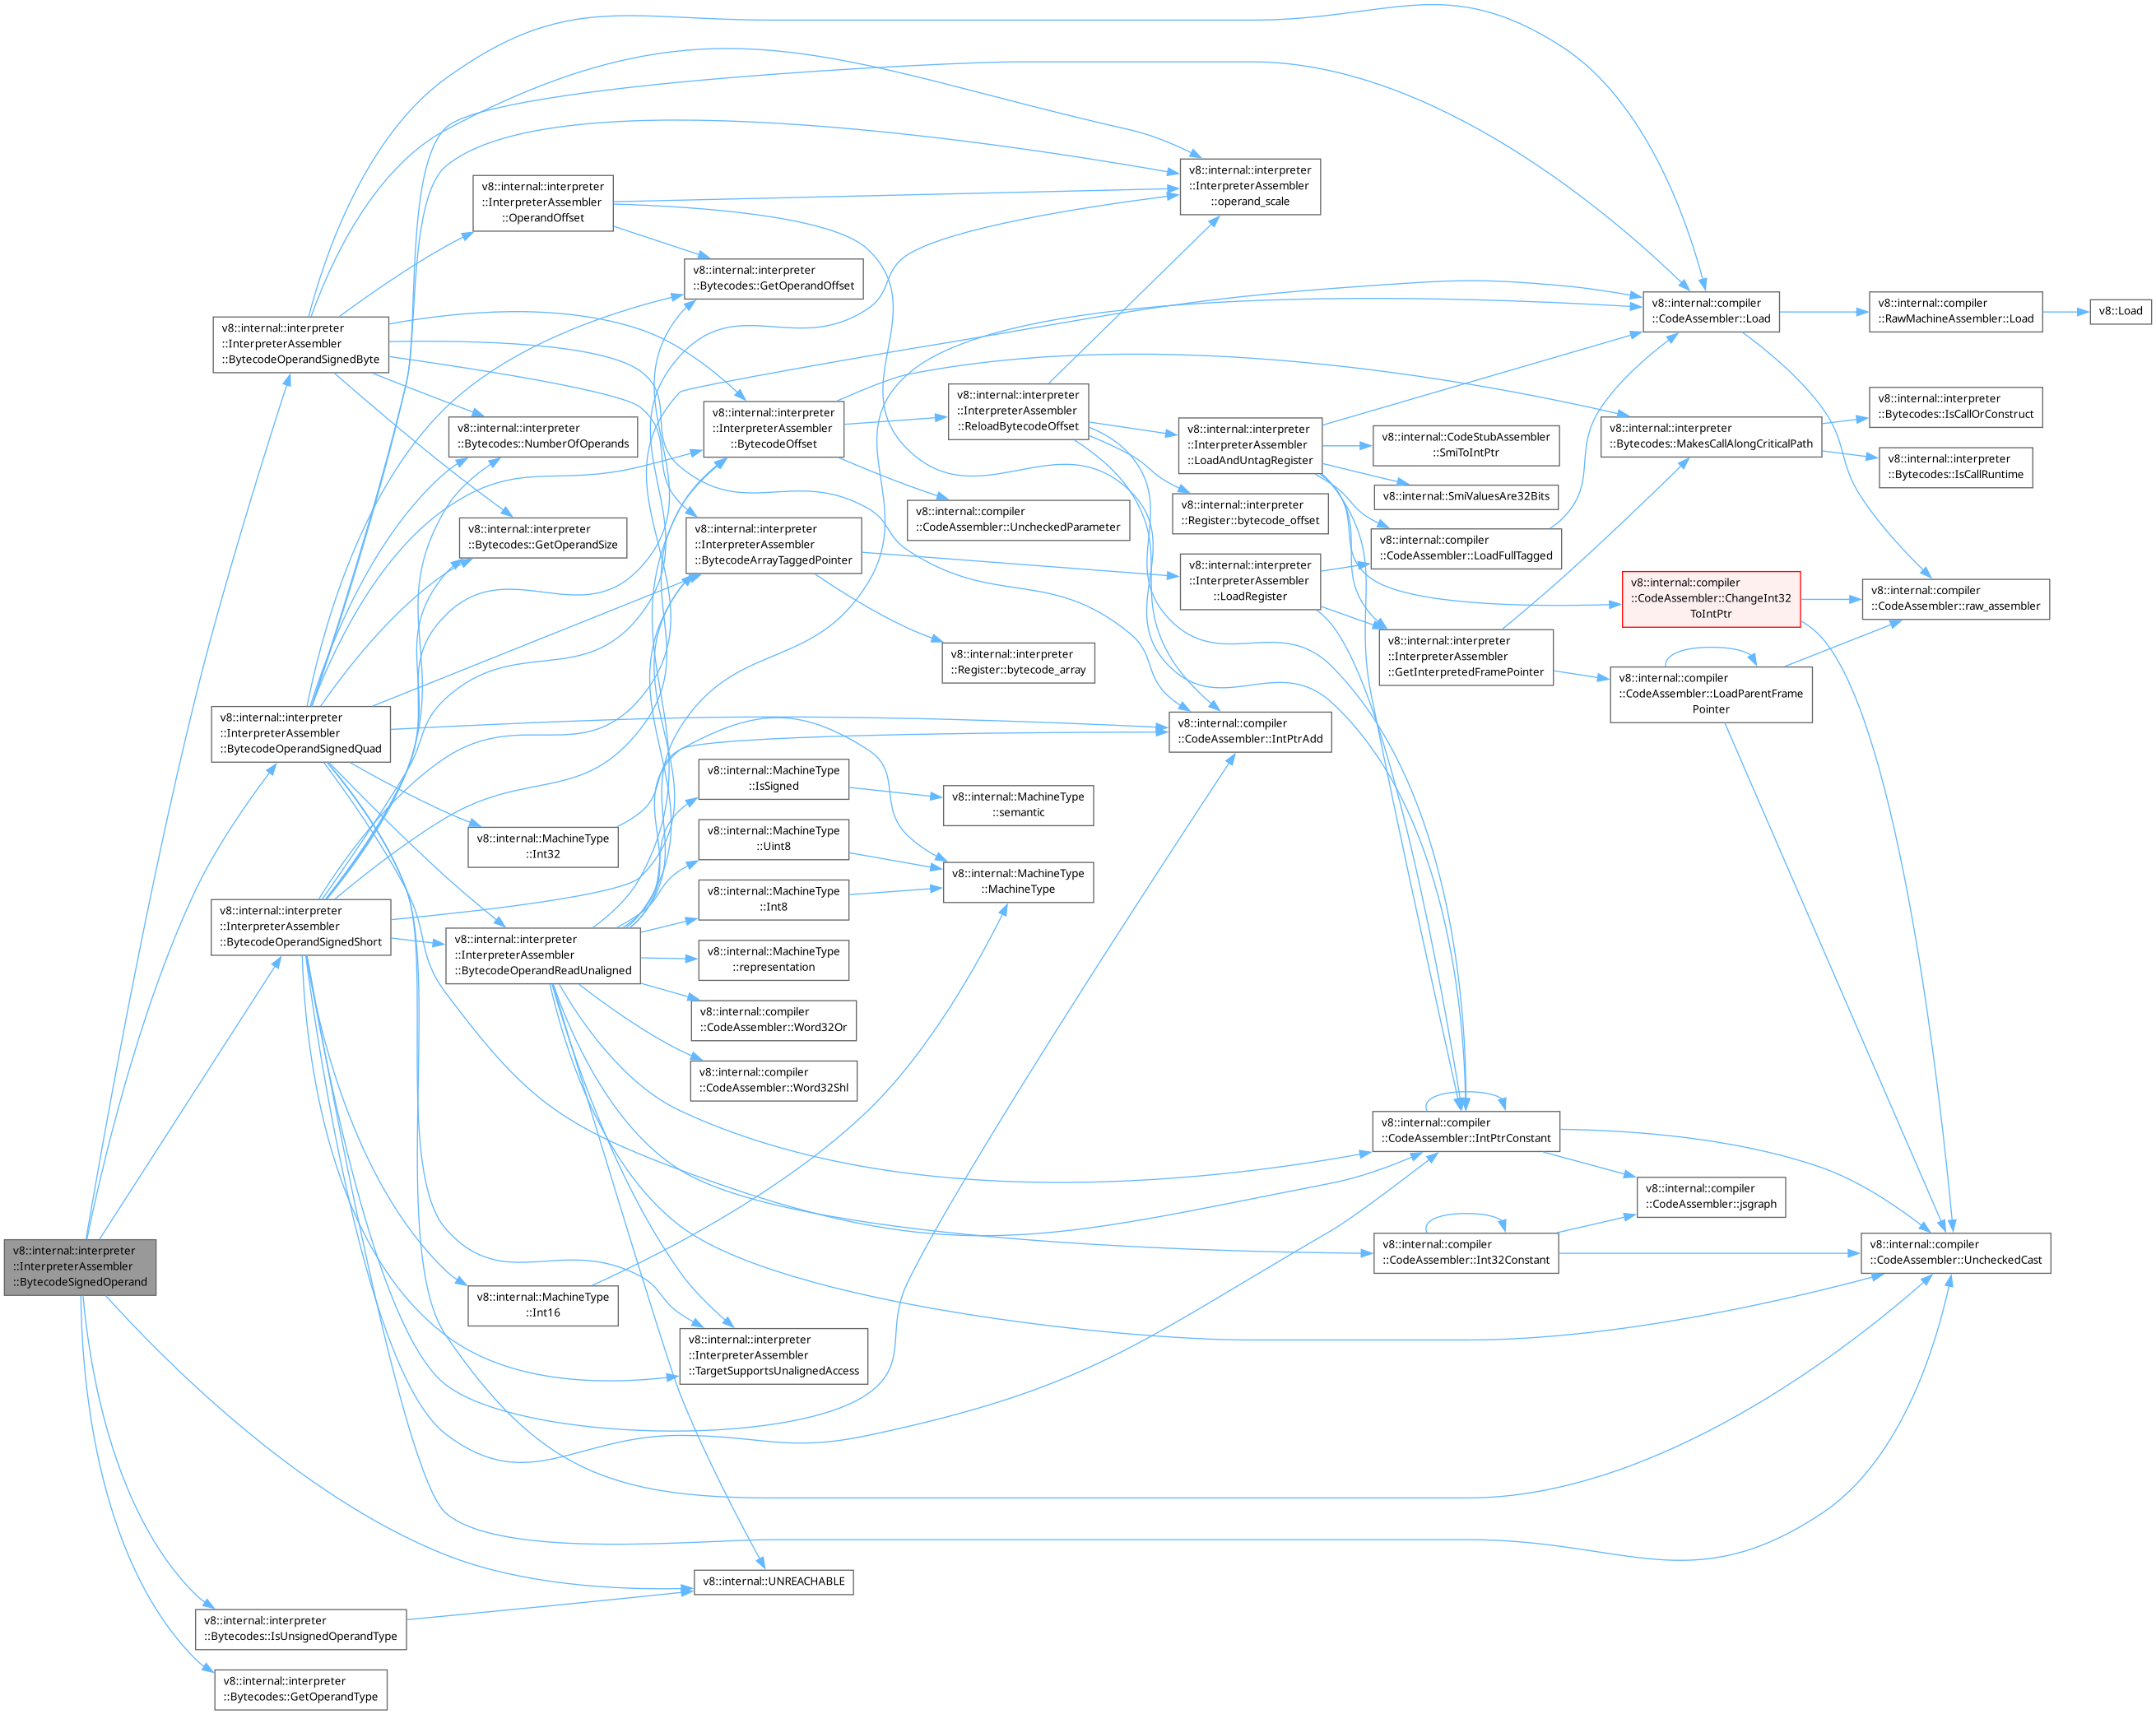 v8::internal::interpreter
::InterpreterAssembler
::BytecodeSignedOperand
v8::internal::interpreter
::InterpreterAssembler
::BytecodeOperandSignedByte
v8::internal::interpreter
::InterpreterAssembler
::BytecodeOperandSignedQuad
v8::internal::interpreter
::InterpreterAssembler
::BytecodeOperandSignedShort
v8::internal::interpreter
::Bytecodes::IsUnsignedOperandType
v8::internal::interpreter
::Bytecodes::GetOperandType
v8::internal::interpreter
::InterpreterAssembler
::OperandOffset
v8::internal::interpreter
::Bytecodes::NumberOfOperands
v8::internal::interpreter
::Bytecodes::GetOperandSize
v8::internal::MachineType
::Int32
v8::internal::interpreter
::InterpreterAssembler
::BytecodeOperandReadUnaligned
v8::internal::MachineType
::Int16
v8::internal::interpreter
::Bytecodes::GetOperandOffset
v8::internal::interpreter
::InterpreterAssembler
::BytecodeOffset
v8::internal::interpreter
::InterpreterAssembler
::BytecodeArrayTaggedPointer
v8::internal::MachineType
::IsSigned
v8::internal::MachineType
::Uint8
v8::internal::MachineType
::Int8
v8::internal::MachineType
::representation
v8::internal::compiler
::CodeAssembler::Word32Or
v8::internal::compiler
::CodeAssembler::Word32Shl
v8::internal::interpreter
::InterpreterAssembler
::TargetSupportsUnalignedAccess
v8::internal::UNREACHABLE
v8::internal::interpreter
::InterpreterAssembler
::ReloadBytecodeOffset
v8::internal::compiler
::CodeAssembler::UncheckedParameter
v8::internal::interpreter
::Register::bytecode_array
v8::internal::MachineType
::semantic
v8::internal::MachineType
::MachineType
v8::internal::interpreter
::InterpreterAssembler
::operand_scale
v8::internal::interpreter
::InterpreterAssembler
::LoadAndUntagRegister
v8::internal::interpreter
::Register::bytecode_offset
v8::internal::interpreter
::InterpreterAssembler
::LoadRegister
v8::internal::compiler
::CodeAssembler::IntPtrAdd
v8::internal::CodeStubAssembler
::SmiToIntPtr
v8::internal::SmiValuesAre32Bits
v8::internal::compiler
::CodeAssembler::LoadFullTagged
v8::internal::interpreter
::InterpreterAssembler
::GetInterpretedFramePointer
v8::internal::compiler
::CodeAssembler::IntPtrConstant
v8::internal::compiler
::CodeAssembler::Int32Constant
v8::internal::compiler
::CodeAssembler::Load
v8::internal::interpreter
::Bytecodes::MakesCallAlongCriticalPath
v8::internal::compiler
::CodeAssembler::ChangeInt32
ToIntPtr
v8::internal::compiler
::CodeAssembler::LoadParentFrame
Pointer
v8::internal::compiler
::CodeAssembler::jsgraph
v8::internal::compiler
::RawMachineAssembler::Load
v8::internal::interpreter
::Bytecodes::IsCallOrConstruct
v8::internal::interpreter
::Bytecodes::IsCallRuntime
v8::internal::compiler
::CodeAssembler::raw_assembler
v8::internal::compiler
::CodeAssembler::UncheckedCast
v8::Load